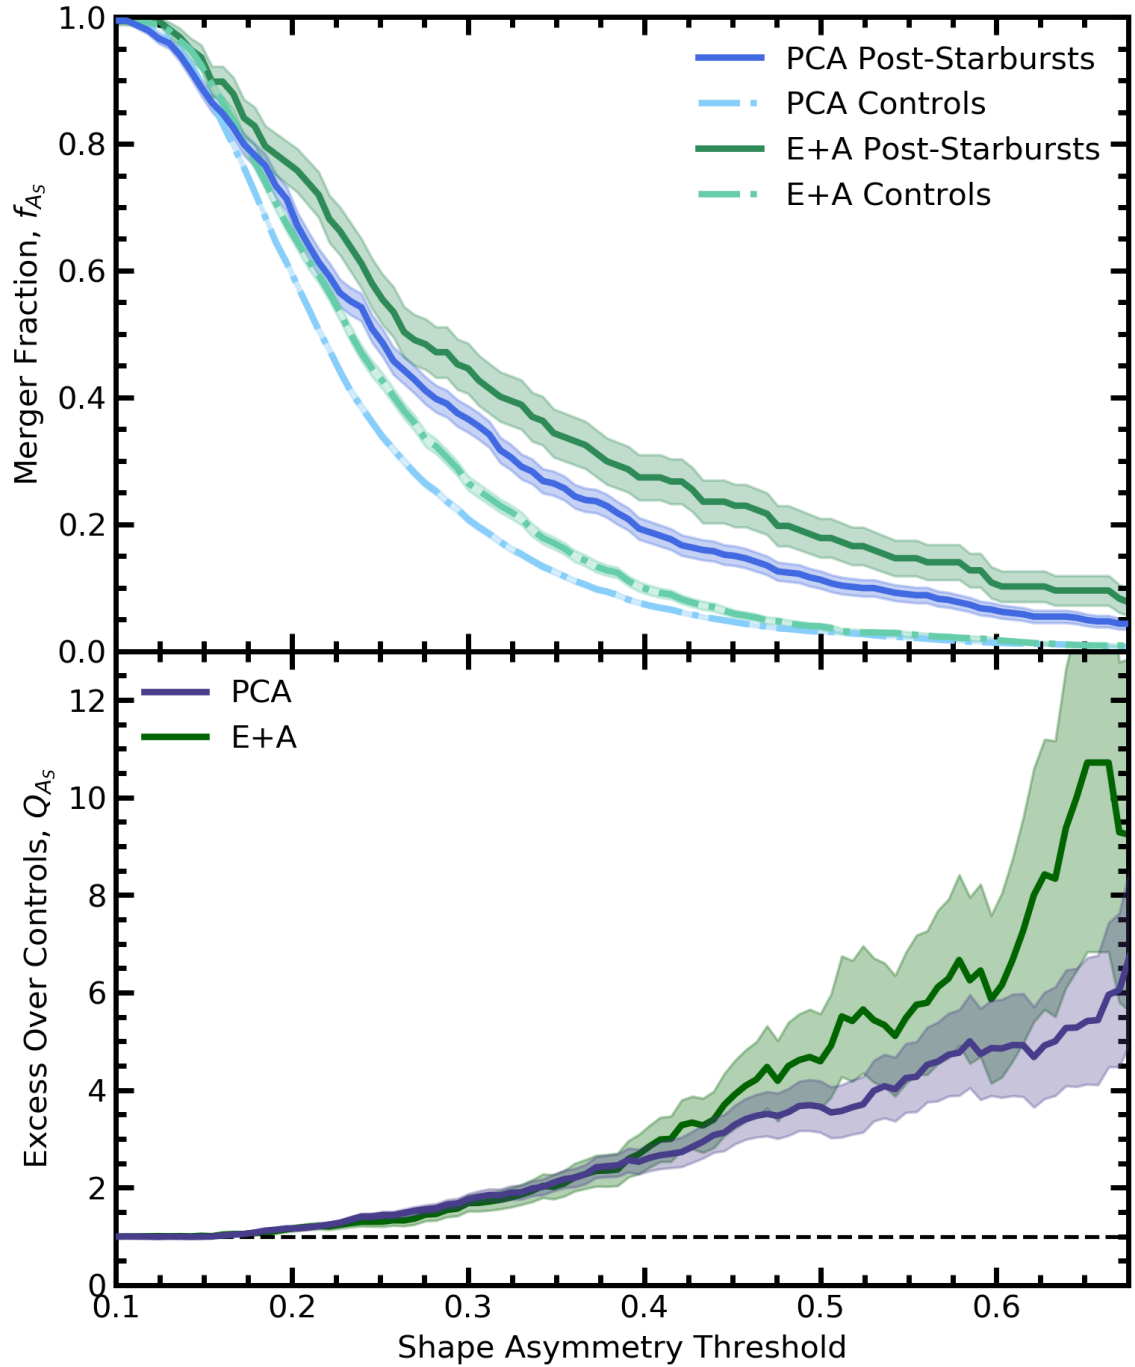 1.0
0.8
0.6
0.4
0.2
0.0
Merger Fraction, f_{A_S}
PCA Post-Starbursts
PCA Controls
E+A Post-Starbursts
E+A Controls
12
10
8
6
4
2
0
Excess Over Controls, Q_{A_S}
PCA
E+A
0.1 0.2 0.3 0.4 0.5 0.6
Shape Asymmetry Threshold